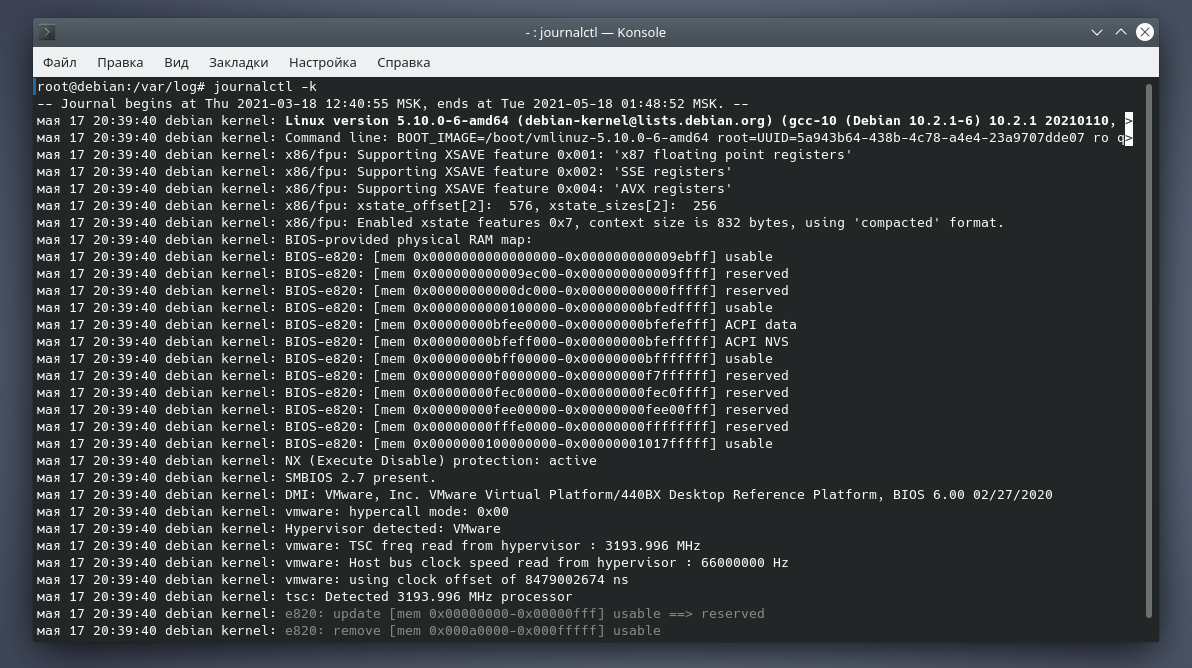 - : journalctl — Konsole
Файл Правка Вид Закладки Настройка Справка
root@debian:/var/log# journalctl -k
-- Journal begins at Thu 2021-03-18 12:40:55 MSK, ends at Tue 2021-05-18 01:48:52 MSK. --
мая 17 20:39:40 debian kernel: Linux version 5.10.0-6-amd64 (debian-kernel@lists.debian.org) (gcc-10 (Debian 10.2.1-6) 10.2.1 20210110, >
мая 17 20:39:40 debian kernel: Command line: BOOT_IMAGE=/boot/vmlinuz-5.10.0-6-amd64 root=UUID=5a943b64-438b-4c78-a4e4-23a9707dde07 ro q>
мая 17 20:39:40 debian kernel: x86/fpu: Supporting XSAVE feature 0x001: 'x87 floating point registers'
мая 17 20:39:40 debian kernel: x86/fpu: Supporting XSAVE feature 0x002: 'SSE registers'
мая 17 20:39:40 debian kernel: x86/fpu: Supporting XSAVE feature 0x004: 'AVX registers'
мая 17 20:39:40 debian kernel: x86/fpu: xstate_offset[2]:  576, xstate_sizes[2]:  256
мая 17 20:39:40 debian kernel: x86/fpu: Enabled xstate features 0x7, context size is 832 bytes, using 'compacted' format.
мая 17 20:39:40 debian kernel: BIOS-provided physical RAM map:
мая 17 20:39:40 debian kernel: BIOS-e820: [mem 0x0000000000000000-0x000000000009ebff] usable
мая 17 20:39:40 debian kernel: BIOS-e820: [mem 0x000000000009ec00-0x000000000009ffff] reserved
мая 17 20:39:40 debian kernel: BIOS-e820: [mem 0x00000000000dc000-0x00000000000fffff] reserved
мая 17 20:39:40 debian kernel: BIOS-e820: [mem 0x0000000000100000-0x00000000bfedffff] usable
мая 17 20:39:40 debian kernel: BIOS-e820: [mem 0x00000000bfee0000-0x00000000bfefefff] ACPI data
мая 17 20:39:40 debian kernel: BIOS-e820: [mem 0x00000000bfeff000-0x00000000bfefffff] ACPI NVS
мая 17 20:39:40 debian kernel: BIOS-e820: [mem 0x00000000bff00000-0x00000000bfffffff] usable
мая 17 20:39:40 debian kernel: BIOS-e820: [mem 0x00000000f0000000-0x00000000f7ffffff] reserved
мая 17 20:39:40 debian kernel: BIOS-e820: [mem 0x00000000fec00000-0x00000000fec0ffff] reserved
мая 17 20:39:40 debian kernel: BIOS-e820: [mem 0x00000000fee00000-0x00000000fee00fff] reserved
мая 17 20:39:40 debian kernel: BIOS-e820: [mem 0x00000000fffe0000-0x00000000ffffffff] reserved
мая 17 20:39:40 debian kernel: BIOS-e820: [mem 0x0000000100000000-0x00000001017fffff] usable
мая 17 20:39:40 debian kernel: NX (Execute Disable) protection: active
мая 17 20:39:40 debian kernel: SMBIOS 2.7 present.
мая 17 20:39:40 debian kernel: DMI: VMware, Inc. VMware Virtual Platform/440BX Desktop Reference Platform, BIOS 6.00 02/27/2020
мая 17 20:39:40 debian kernel: vmware: hypercall mode: 0x00
мая 17 20:39:40 debian kernel: Hypervisor detected: VMware
мая 17 20:39:40 debian kernel: vmware: TSC freq read from hypervisor : 3193.996 MHz
мая 17 20:39:40 debian kernel: vmware: Host bus clock speed read from hypervisor : 66000000 Hz
мая 17 20:39:40 debian kernel: vmware: using clock offset of 8479002674 ns
мая 17 20:39:40 debian kernel: tsc: Detected 3193.996 MHz processor
мая 17 20:39:40 debian kernel: e820: update [mem 0x00000000-0x00000fff] usable ==> reserved
мая 17 20:39:40 debian kernel: e820: remove [mem 0x000a0000-0x000fffff] usable